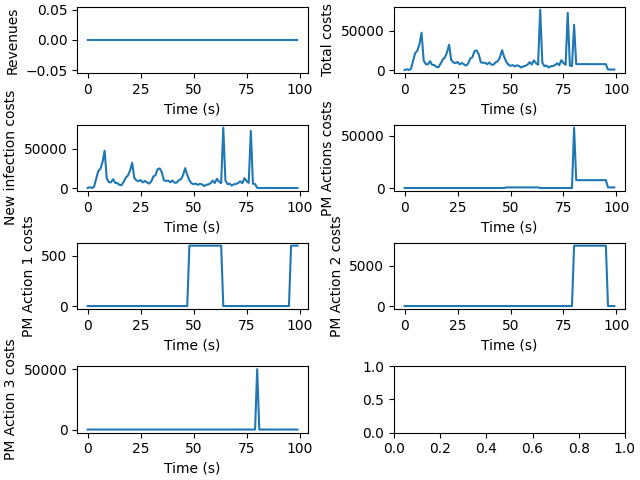 Revenues
0.05
0.00
−0.05
0 25 50 75 100
Time (s)
Total costs
50000
0
0 25 50 75 100
Time (s)
New infection costs
50000
0
0 25 50 75 100
Time (s)
PM Actions costs
50000
0
0 25 50 75 100
Time (s)
PM Action 1 costs
500
0
0 25 50 75 100
Time (s)
PM Action 2 costs
5000
0
0 25 50 75 100
Time (s)
PM Action 3 costs
50000
0
0 25 50 75 100
Time (s)
1.0
0.5
0.0
0.0 0.2 0.4 0.6 0.8 1.0